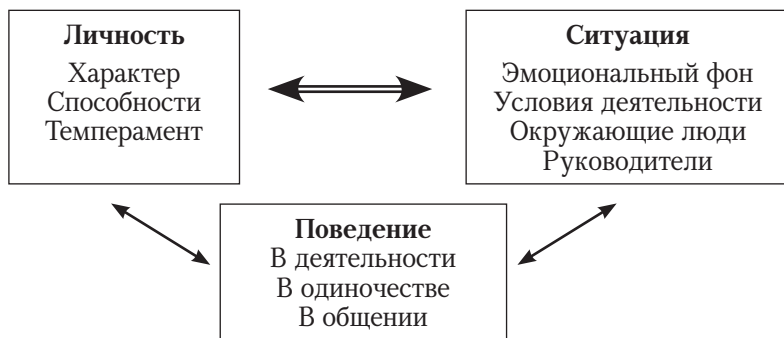 Личность
Характер
Способности
Темперамент
Ситуация
Эмоциональный фон
Условия деятельности
Окружающие люди
Руководители
Поведение
В деятельности
В одиночестве
В общении